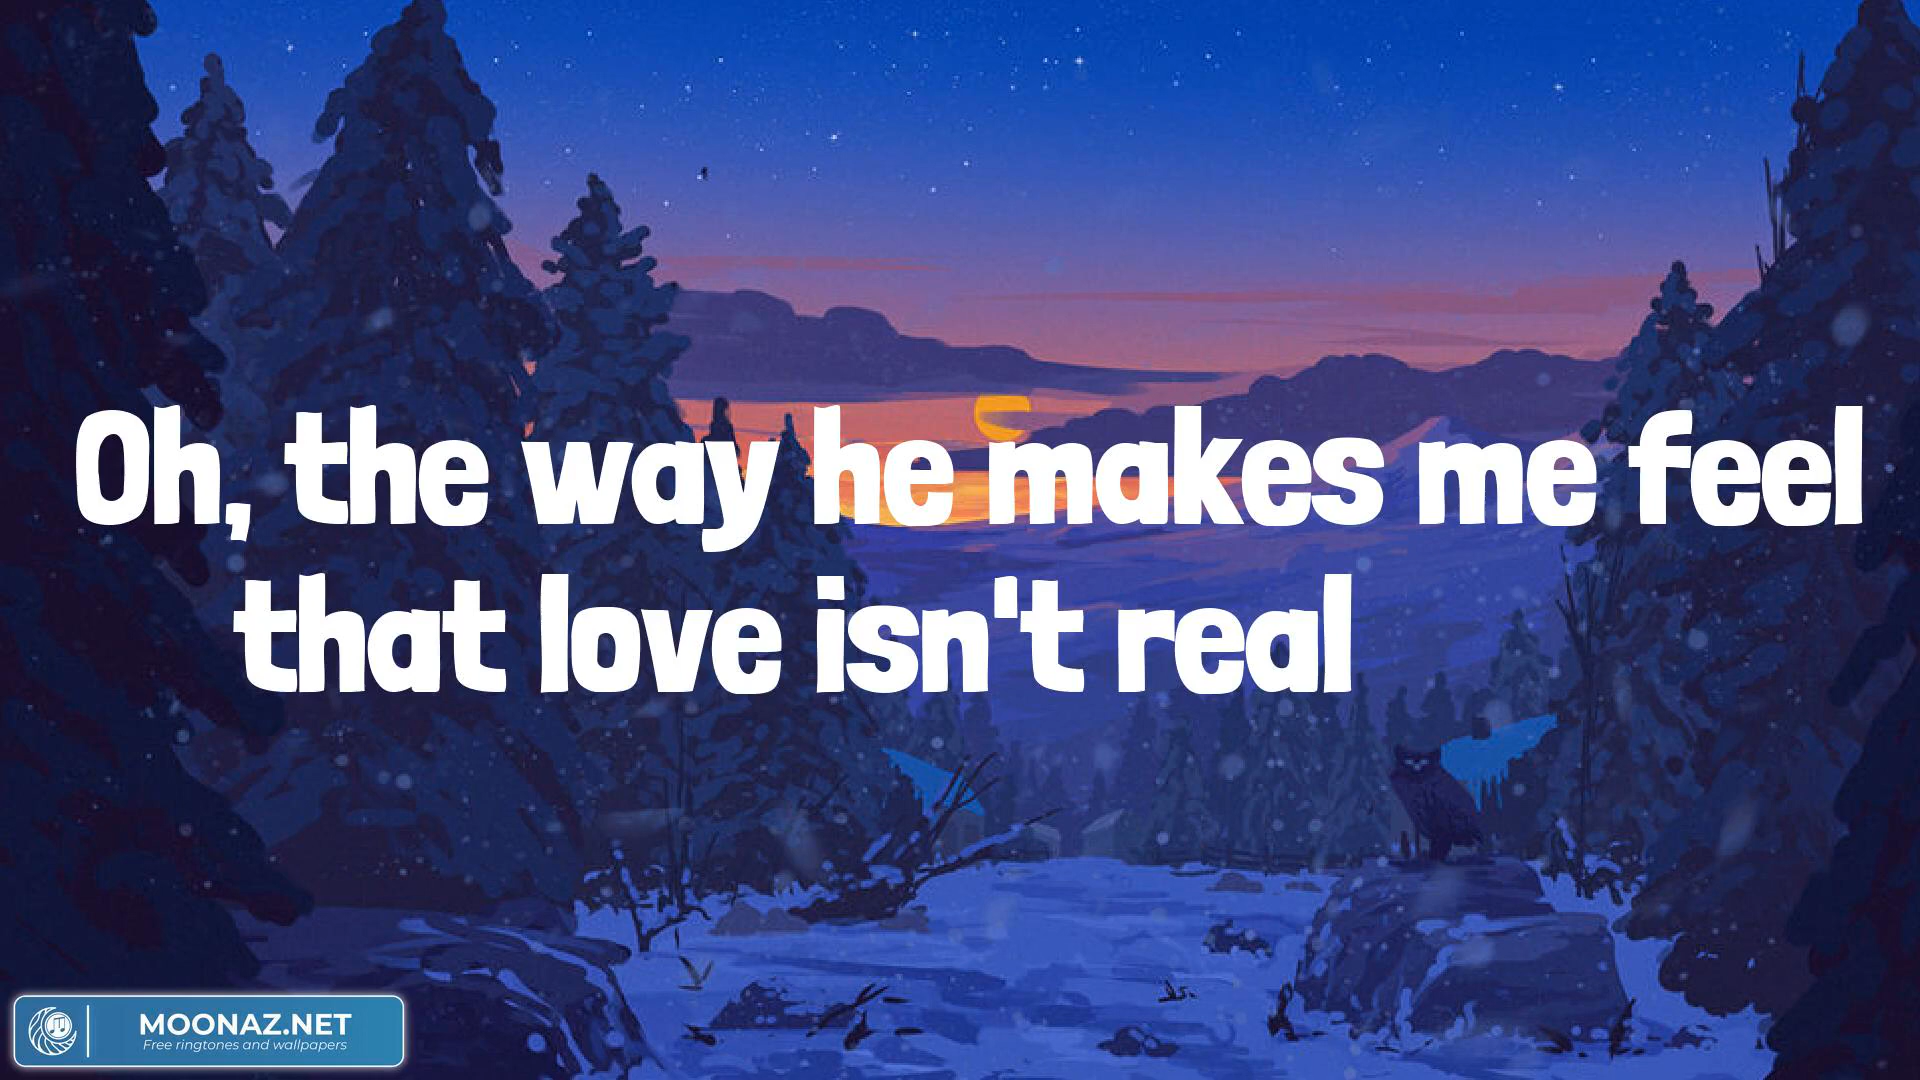 Oh, the way he makes me feel
that love isn't real
MOONAZ.NET
Free ringtones and wallpapers